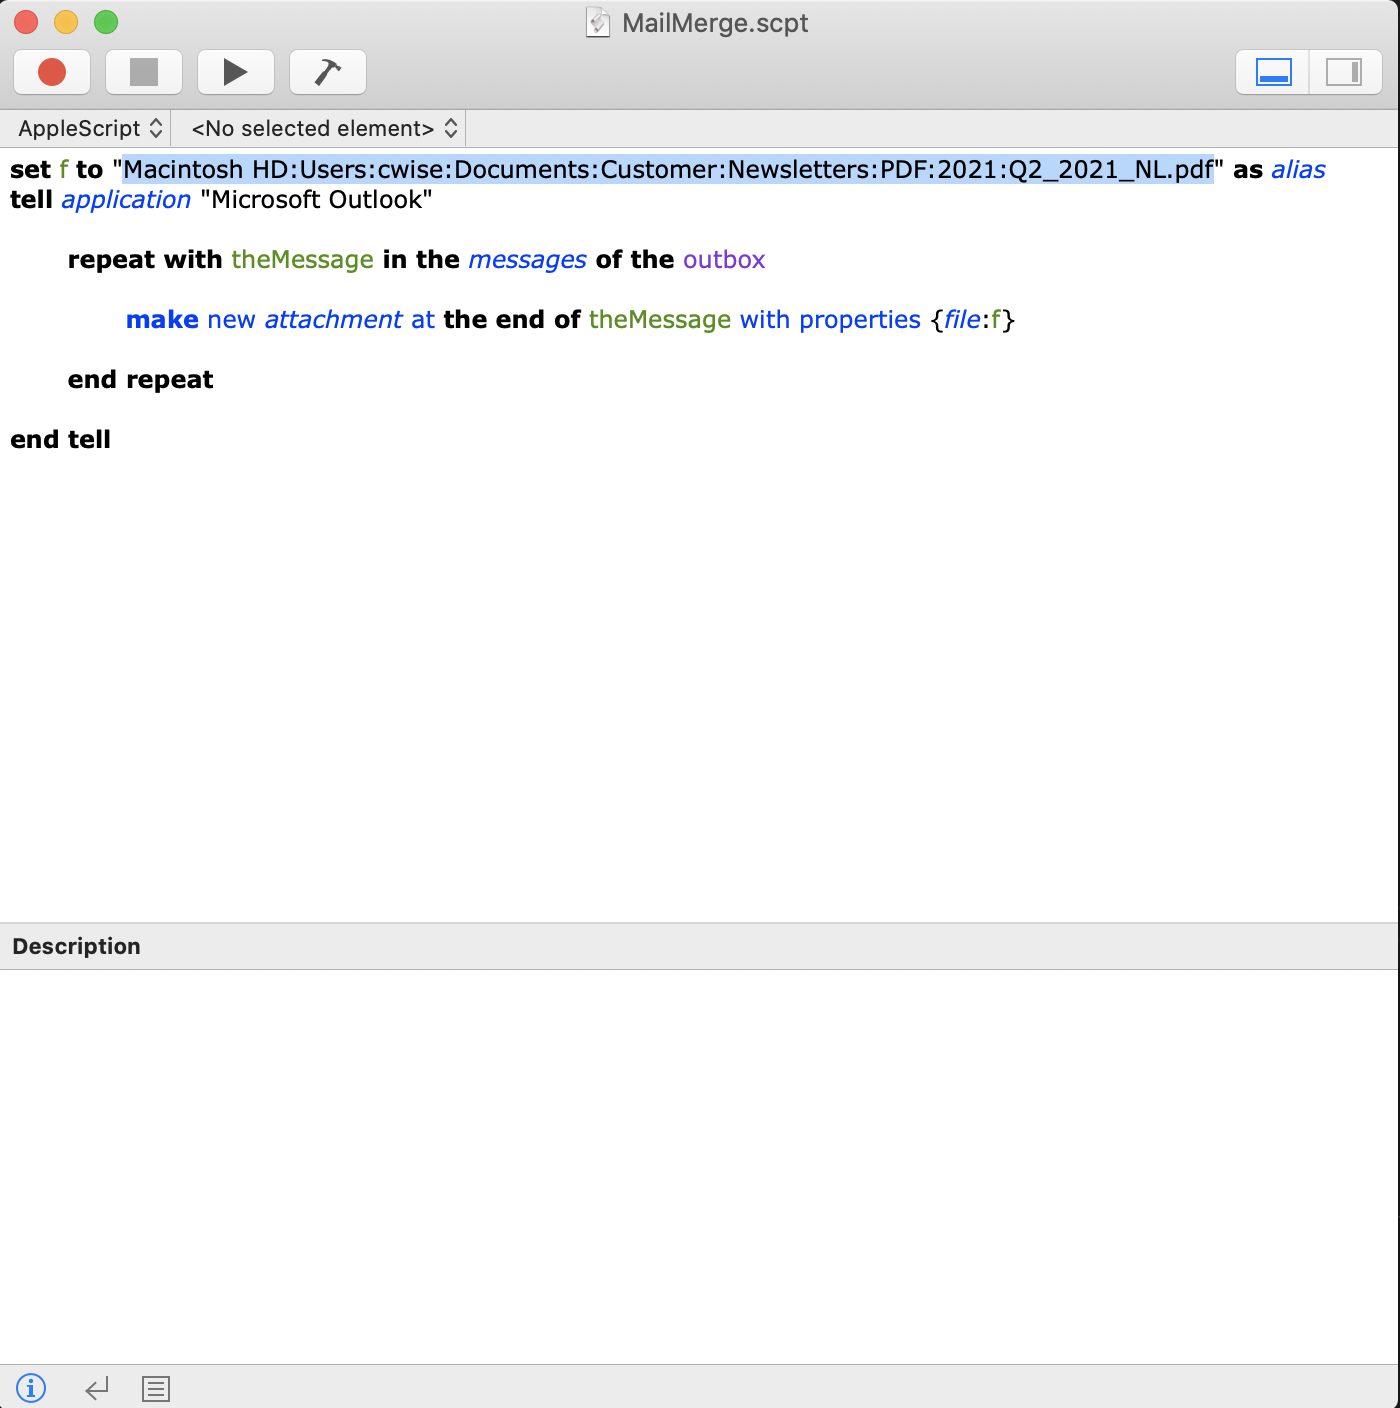 MailMerge.scpt
AppleScript <No selected element>
set f to "Macintosh HD:Users:cwise:Documents:Customer:Newsletters:PDF:2021:Q2_2021_NL.pdf" as alias
tell application "Microsoft Outlook"
repeat with theMessage in the messages of the outbox
make new attachment at the end of theMessage with properties {file:f}
end repeat
end tell
Description